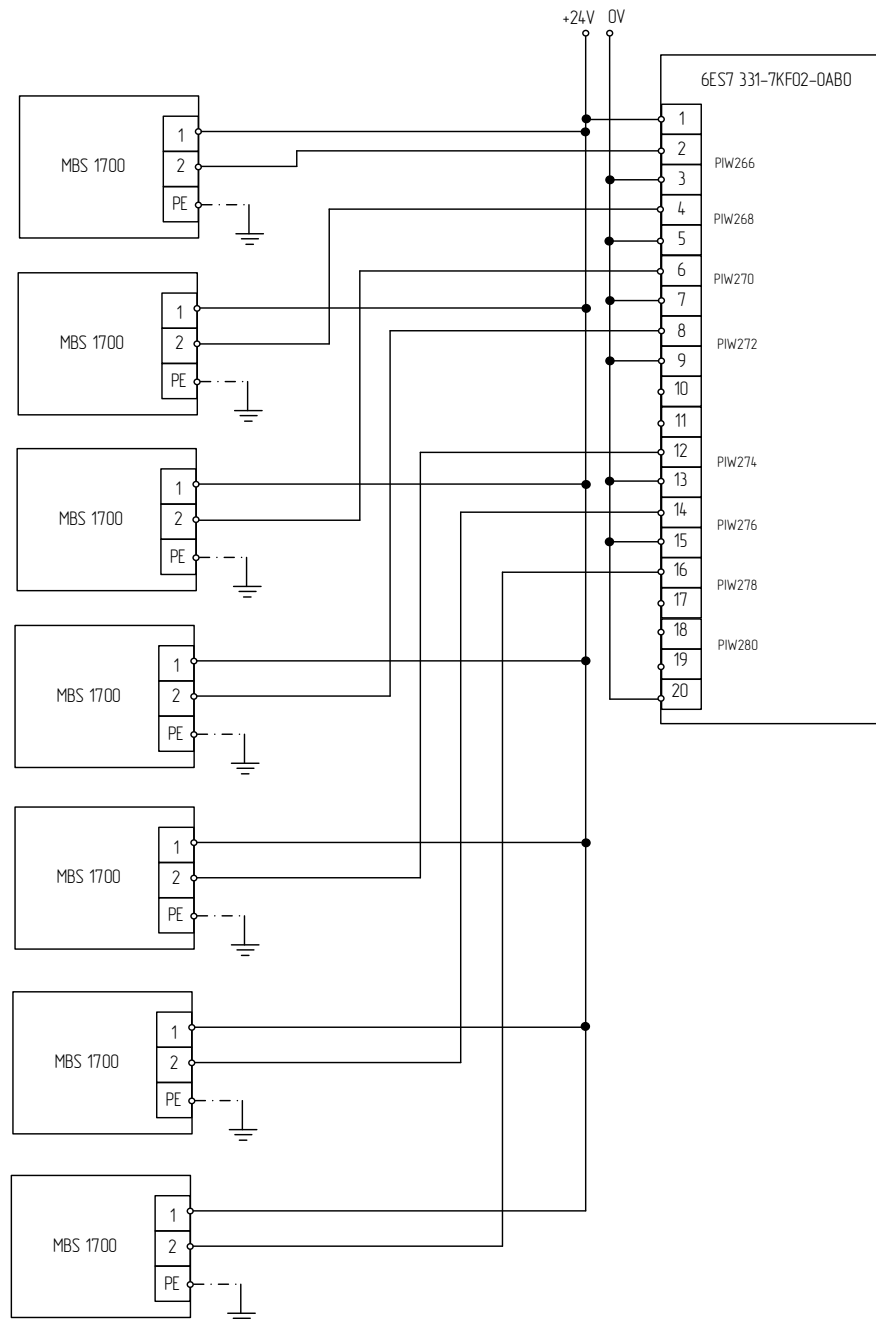 +24V 0V
6ES7 331-7KF02-0AB0
MBS 1700
1
2
PE
MBS 1700
1
2
PE
MBS 1700
1
2
PE
MBS 1700
1
2
PE
MBS 1700
1
2
PE
MBS 1700
1
2
PE
MBS 1700
1
2
PE
1
2
PIW266
3
4
PIW268
5
6
PIW270
7
8
PIW272
9
10
11
12
PIW274
13
14
PIW276
15
16
PIW278
17
18
PIW280
19
20